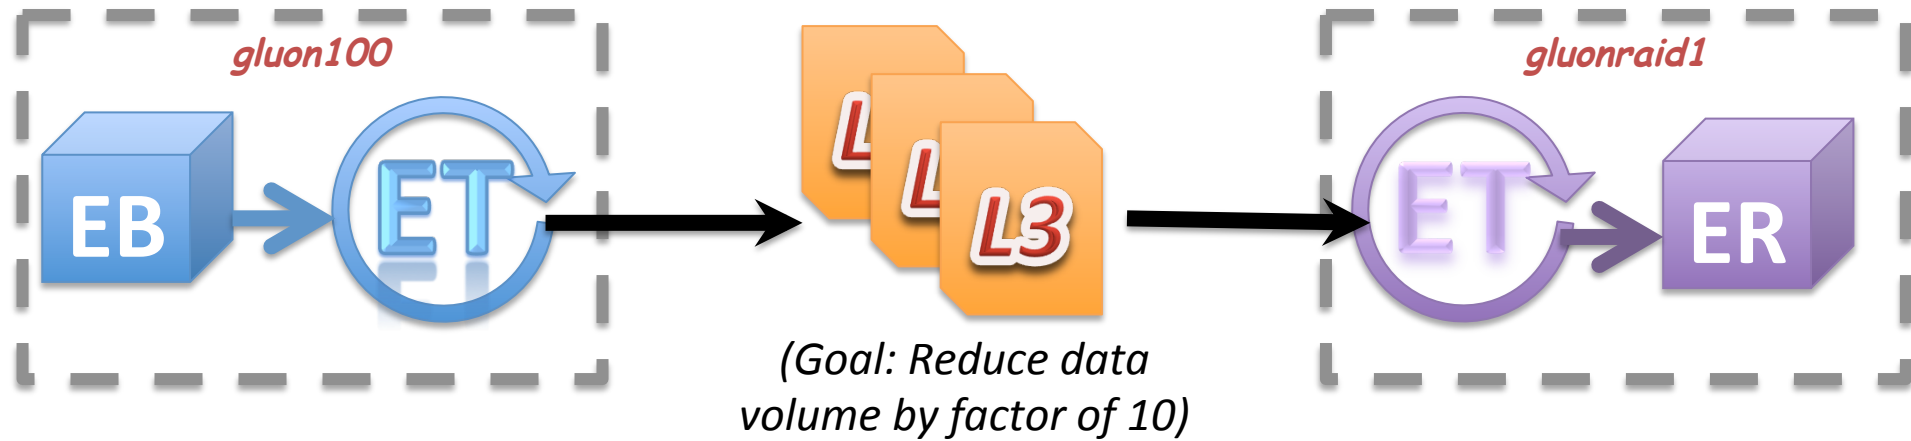 gluon100
gluonraid1
EB
ET
L
L
L3
ET
ER
(Goal: Reduce data
volume by factor of 10)